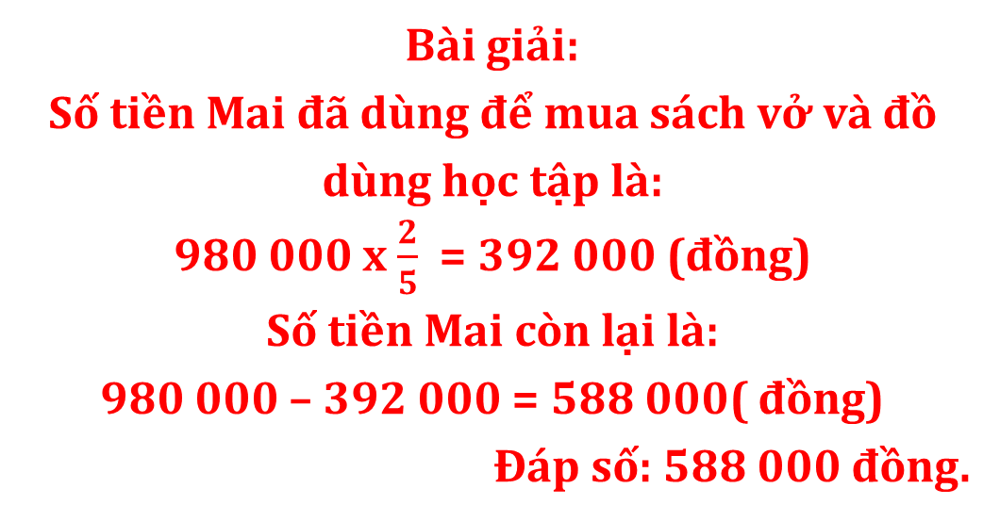 Bài giải:
Số tiền Mai đã dùng để mua sách vở và đồ
dùng học tập là:
980 000 x 2/5 = 392 000 (đồng)
Số tiền Mai còn lại là:
980 000 – 392 000 = 588 000( đồng)
Đáp số: 588 000 đồng.